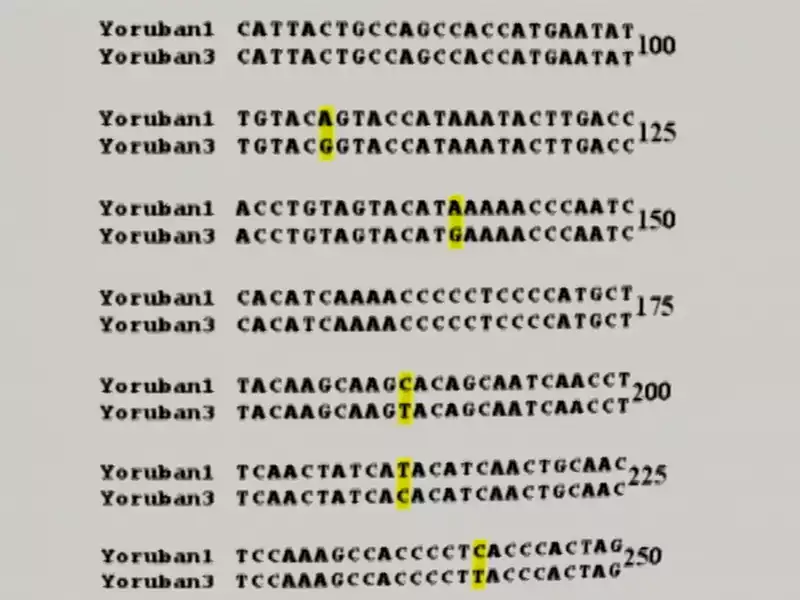 Yoruban1 CATTACTGCCAGCCACCATGAATAT
Yoruban3 CATTACTGCCAGCCACCATGAATAT 100
Yoruban1 TGTACAGTACCATAAATACTTGACC
Yoruban3 TGTACGGTACCATAAATACTTGACC 125
Yoruban1 ACCTGTAGTACATAAAAACCCAATC
Yoruban3 ACCTGTAGTACATGAAAACCCAATC 150
Yoruban1 CACATCAAAACCCCCTCCCCATGCT
Yoruban3 CACATCAAAACCCCCTCCCCATGCT 175
Yoruban1 TACAAGCAAGCACAGCAATCAACCT
Yoruban3 TACAAGCAAGTACAGCAATCAACCT 200
Yoruban1 TCAACTATCATACATCAACTGCAAC
Yoruban3 TCAACTATCACACATCAACTGCAAC 225
Yoruban1 TCCAAAGCCACCCCTCACCCACTAG
Yoruban3 TCCAAAGCCACCCCTTACCCACTAG 250